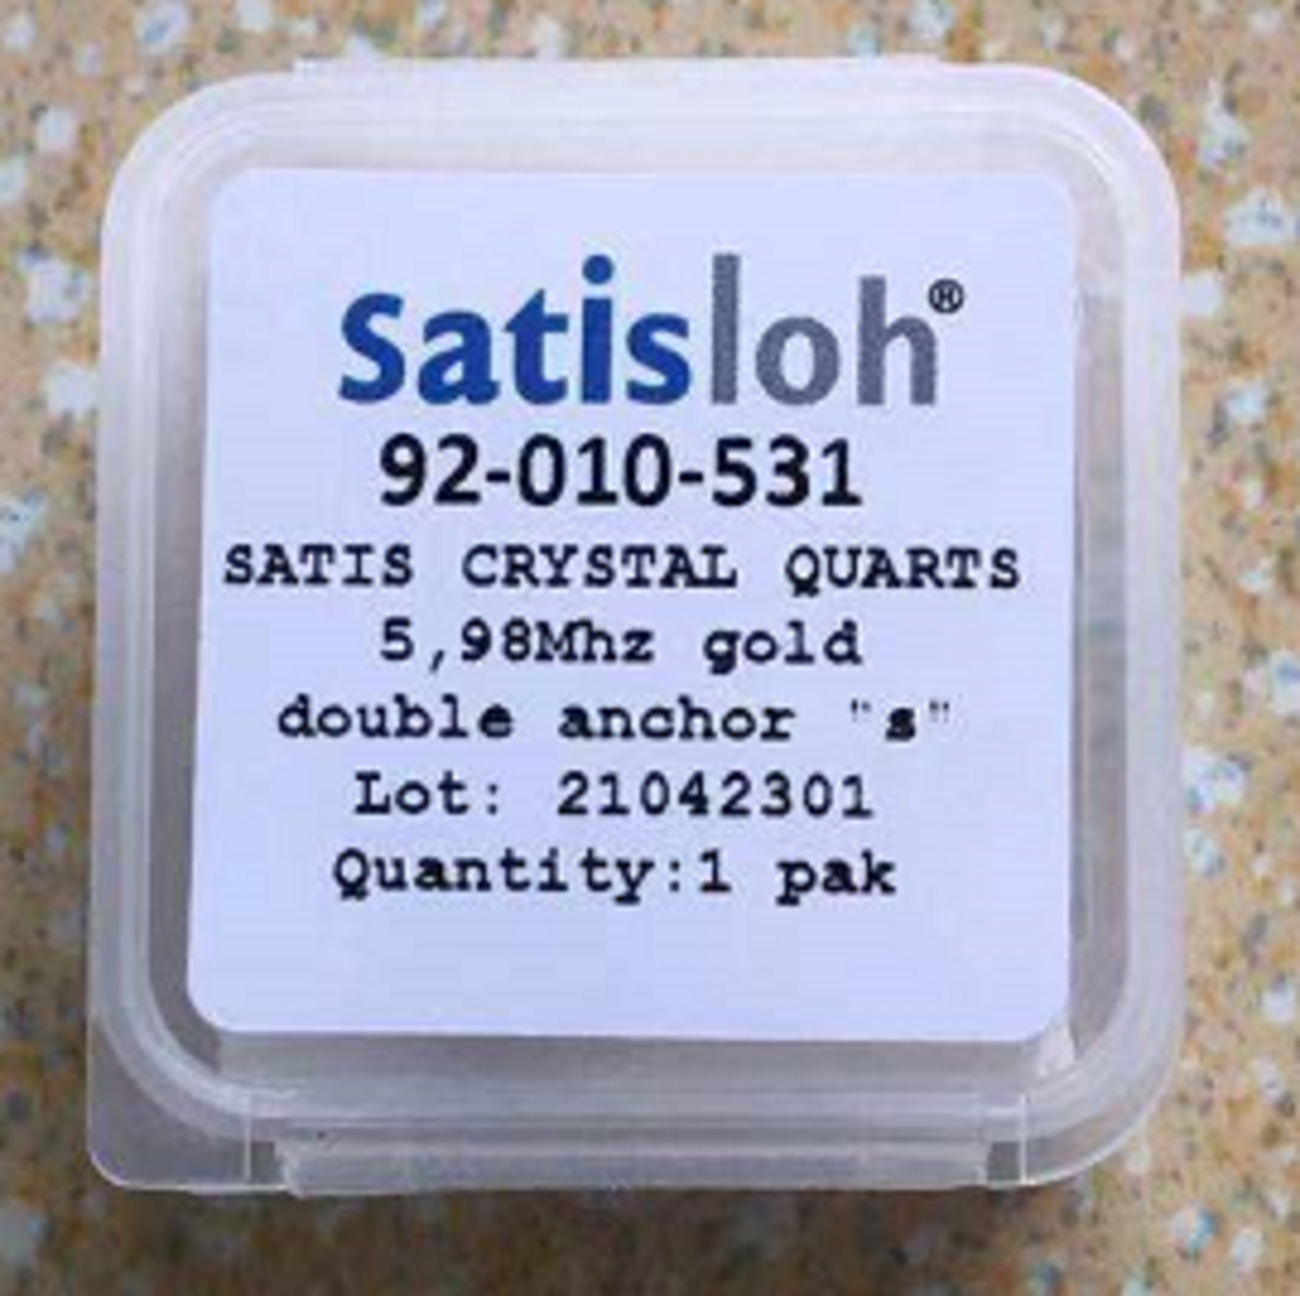 Satisloh®
92-010-531
SATIS CRYSTAL QUARTS
5,98Mhz gold
double anchor "s"
Lot: 21042301
Quantity:1 pak